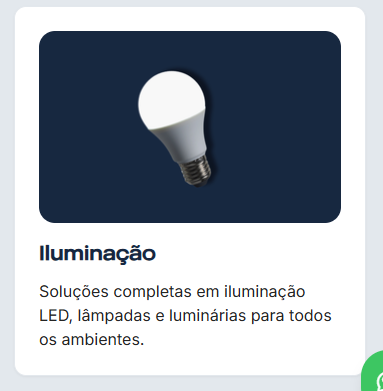 Iluminação
Soluções completas em iluminação
LED, lâmpadas e luminárias para todos
os ambientes.